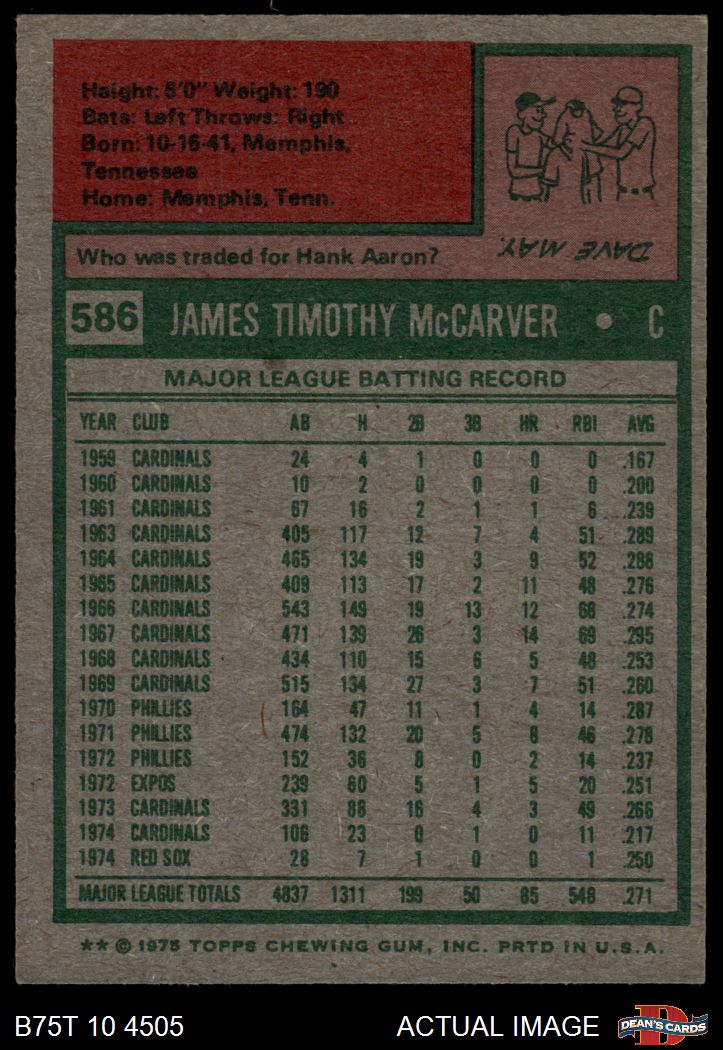 Height: 6'0" Weight: 190
Bats: Left Throws: Right
Born: 10-16-41, Memphis,
Tennessee
Home: Memphis, Tenn.
Who was traded for Hank Aaron?
DAVE MAY.
586 JAMES TIMOTHY McCARVER • C
MAJOR LEAGUE BATTING RECORD
YEAR CLUB AB H 2B 3B HR RBI AVG
1959 CARDINALS 24 4 1 0 0 0 .167
1960 CARDINALS 10 2 0 0 0 0 .200
1961 CARDINALS 67 16 2 1 1 6 .239
1963 CARDINALS 405 117 12 7 4 51 .289
1964 CARDINALS 465 134 19 3 9 52 .288
1965 CARDINALS 409 113 17 2 11 48 .276
1966 CARDINALS 543 149 19 13 12 68 .274
1967 CARDINALS 471 139 26 3 14 69 .295
1968 CARDINALS 434 110 15 6 5 48 .253
1969 CARDINALS 515 134 27 3 7 51 .260
1970 PHILLIES 164 47 11 1 4 14 .287
1971 PHILLIES 474 132 20 5 8 46 .278
1972 PHILLIES 152 36 8 0 2 14 .237
1972 EXPOS 239 60 5 1 5 20 .251
1973 CARDINALS 331 88 16 4 3 49 .266
1974 CARDINALS 106 23 0 1 0 11 .217
1974 RED SOX 28 7 1 0 0 1 .250
MAJOR LEAGUE TOTALS 4837 1311 199 50 85 548 .271
** © 1975 TOPPS CHEWING GUM, INC. PRTD IN U.S.A.
B75T 10 4505 ACTUAL IMAGE D DEAN'S CARDS